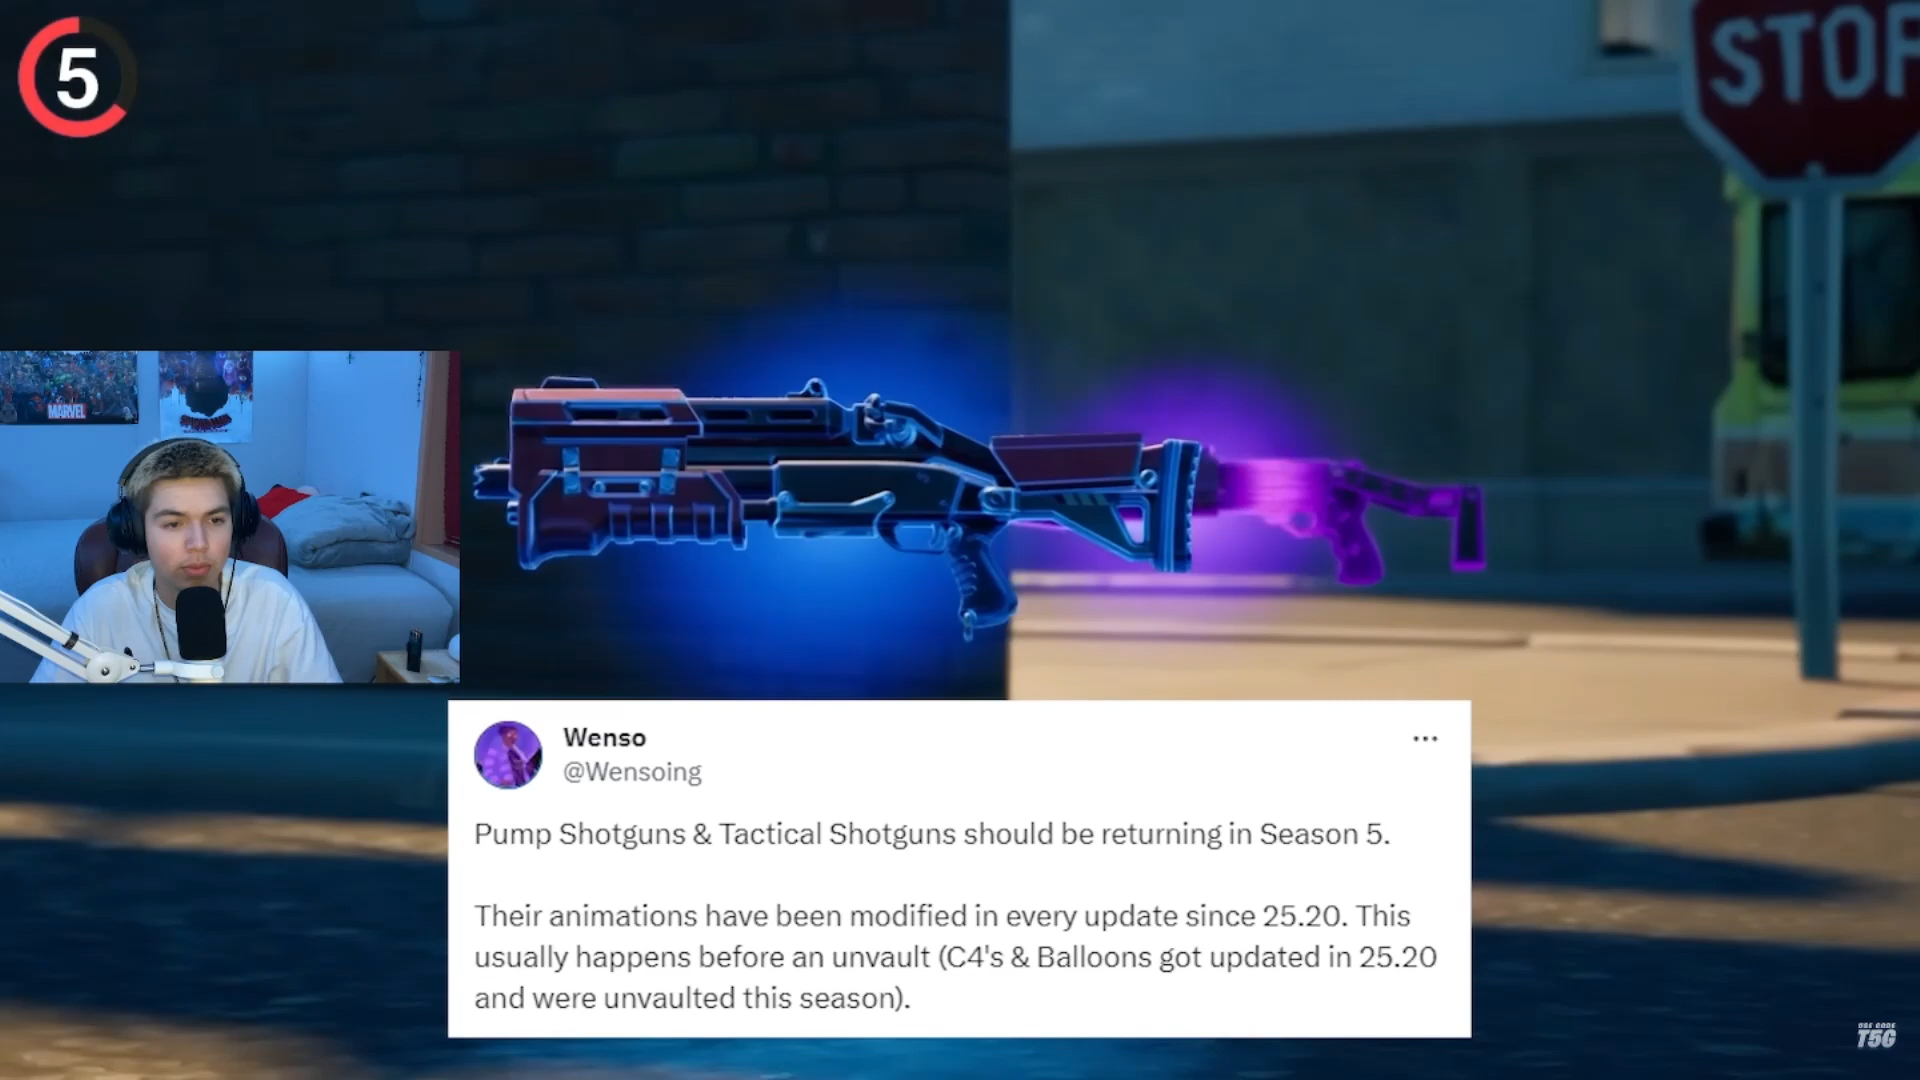 5
STOP
MARVEL
Wenso
@Wensoing
Pump Shotguns & Tactical Shotguns should be returning in Season 5.
Their animations have been modified in every update since 25.20. This
usually happens before an unvault (C4's & Balloons got updated in 25.20
and were unvaulted this season).
USE CODE
T5G